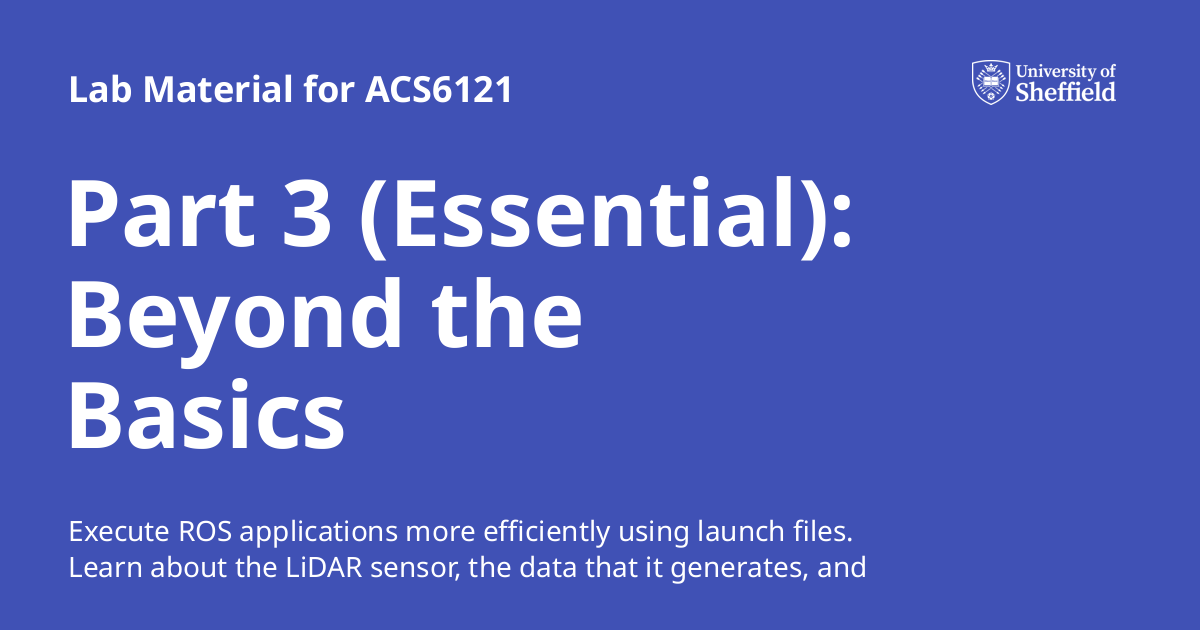 Lab Material for ACS6121
University of
Sheffield
Part 3 (Essential):
Beyond the
Basics
Execute ROS applications more efficiently using launch files.
Learn about the LiDAR sensor, the data that it generates, and